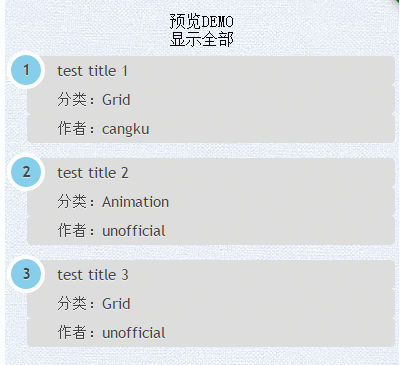 预览DEMO
显示全部
1 test title 1
分类：Grid
作者：cangku
2 test title 2
分类：Animation
作者：unofficial
3 test title 3
分类：Grid
作者：unofficial